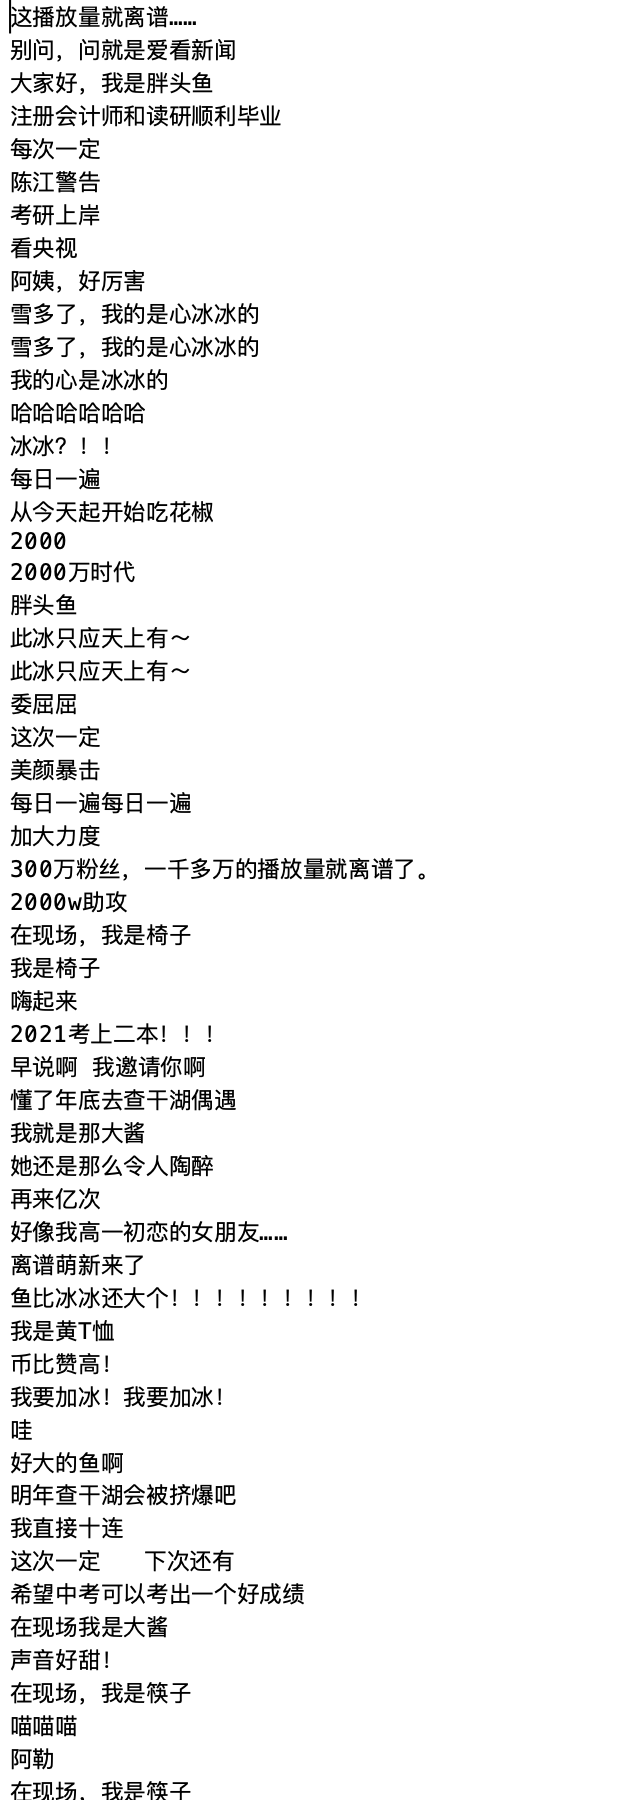 这播放量就离谱……
别问，问就是爱看新闻
大家好，我是胖头鱼
注册会计师和读研顺利毕业
每次一定
陈江警告
考研上岸
看央视
阿姨，好厉害
雪多了，我的是心冰冰的
雪多了，我的是心冰冰的
我的心是冰冰的
哈哈哈哈哈哈
冰冰？！！
每日一遍
从今天起开始吃花椒
2000
2000万时代
胖头鱼
此冰只应天上有～
此冰只应天上有～
委屈屈
这次一定
美颜暴击
每日一遍每日一遍
加大力度
300万粉丝，一千多万的播放量就离谱了。
2000w助攻
在现场，我是椅子
我是椅子
嗨起来
2021考上二本！！！
早说啊 我邀请你啊
懂了年底去查干湖偶遇
我就是那大酱
她还是那么令人陶醉
再来亿次
好像我高一初恋的女朋友……
离谱萌新来了
鱼比冰冰还大个！！！！！！！！！
我是黄T恤
币比赞高！
我要加冰！我要加冰！
哇
好大的鱼啊
明年查干湖会被挤爆吧
我直接十连
这次一定   下次还有
希望中考可以考出一个好成绩
在现场我是大酱
声音好甜！
在现场，我是筷子
喵喵喵
阿勒
在现场，我是筷子